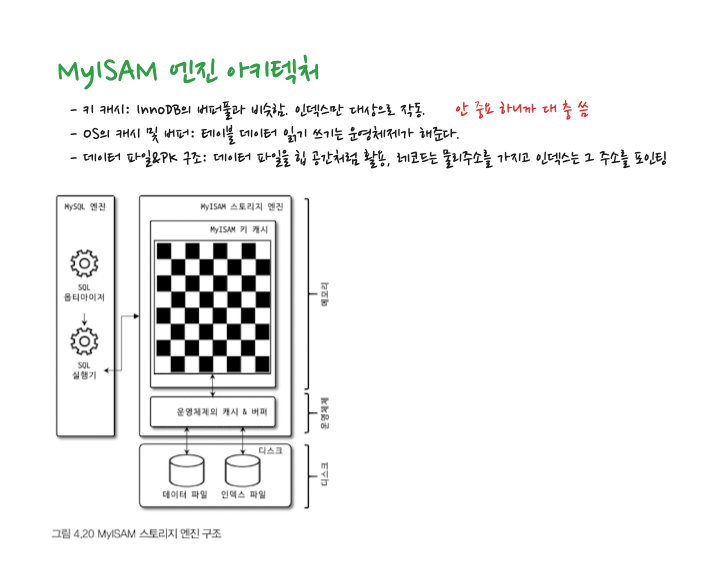 MyISAM 엔진 아키텍처
- 키 캐시: InnoDB의 버퍼풀과 비슷함. 인덱스만 대상으로 작동. 안 중요 하니까 대 충 씀
- OS의 캐시 및 버퍼: 테이블 데이터 읽기 쓰기는 운영체제가 해준다.
- 데이터 파일&PK 구조: 데이터 파일을 힙 공간처럼 활용, 레코드는 물리주소를 가지고 인덱스는 그 주소를 포인팅
MySQL 엔진
MyISAM 스토리지 엔진
MyISAM 키 캐시
SQL
옵티마이저
SQL
실행기
메모리
운영체제의 캐시 & 버퍼
운영체제
디스크
데이터 파일 인덱스 파일
디스크
그림 4.20 MyISAM 스토리지 엔진 구조